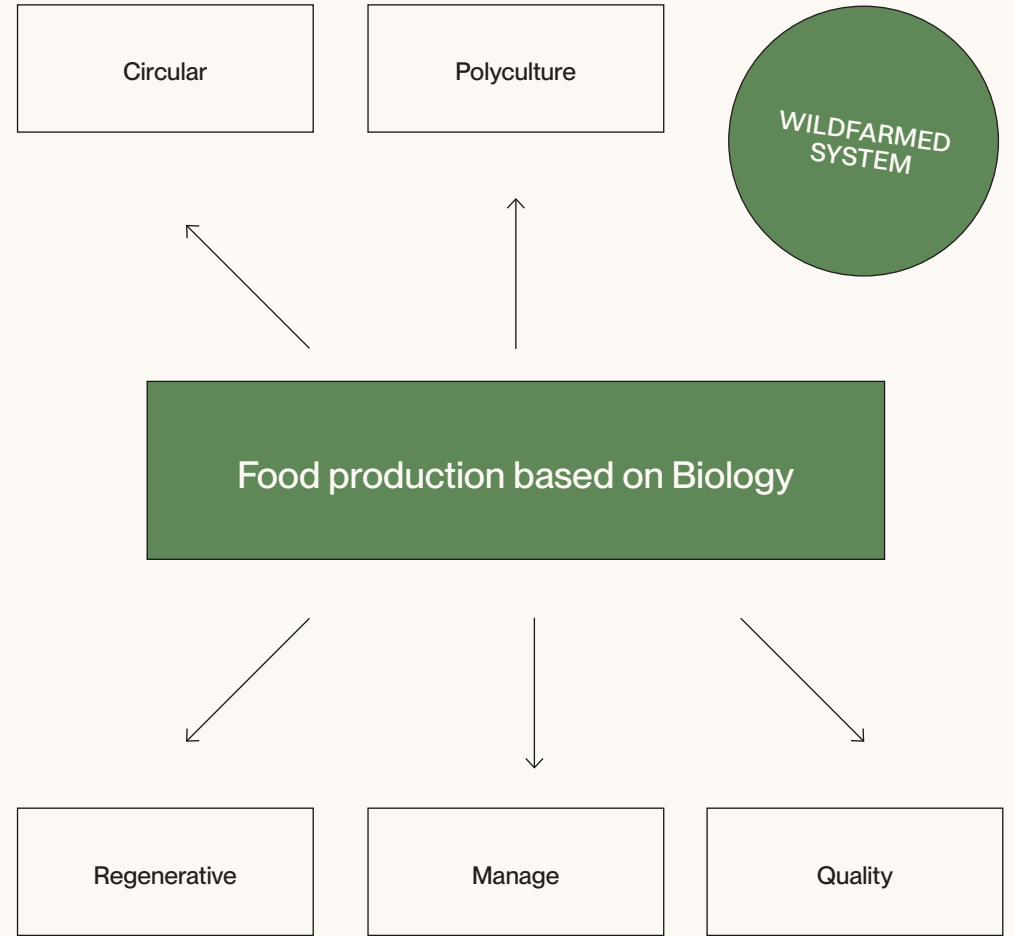 Circular
Polyculture
WILDFARMED
SYSTEM
Food production based on Biology
Regenerative
Manage
Quality